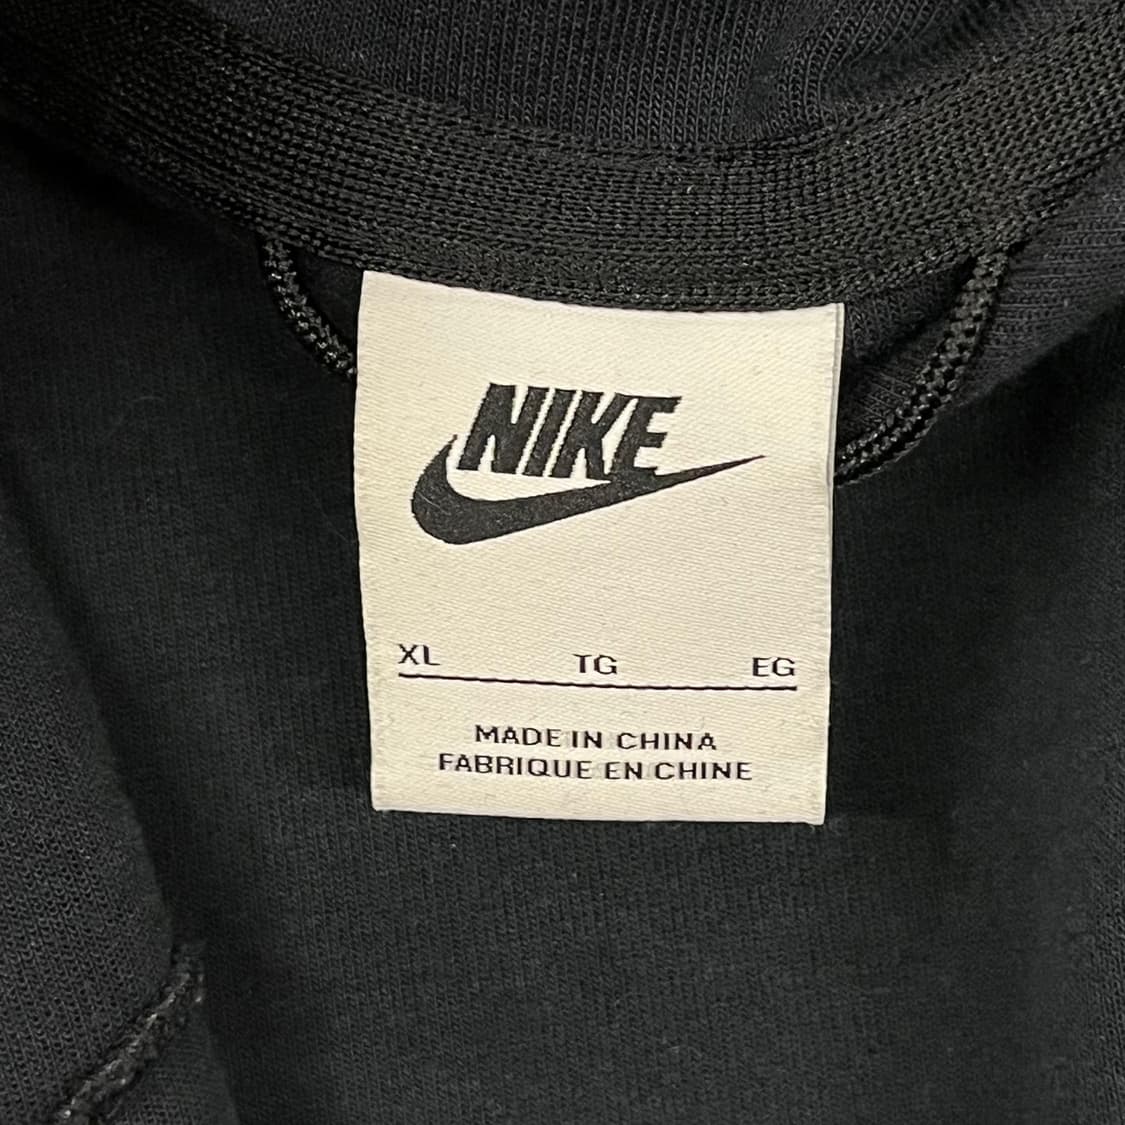 NIKE
XL TG EG
MADE IN CHINA
FABRIQUE EN CHINE